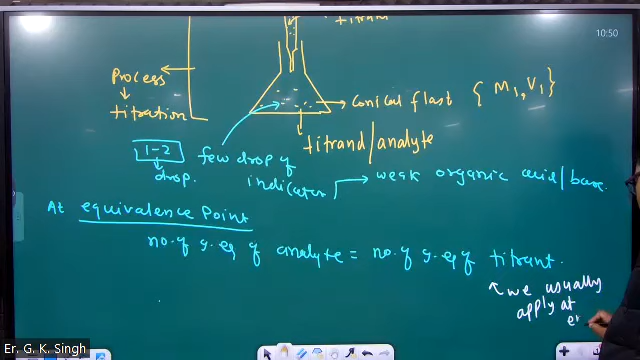 titrant
10:50
Process
titration
conical flast { M1, V1 }
titrand/analyte
1-2
drop.
few drop of
indicator
weak organic acid/base.
At equivalence Point
no. of g. eq of analyte = no. of g. eq of titrant.
we usually
apply at
Er. G. K. Singh